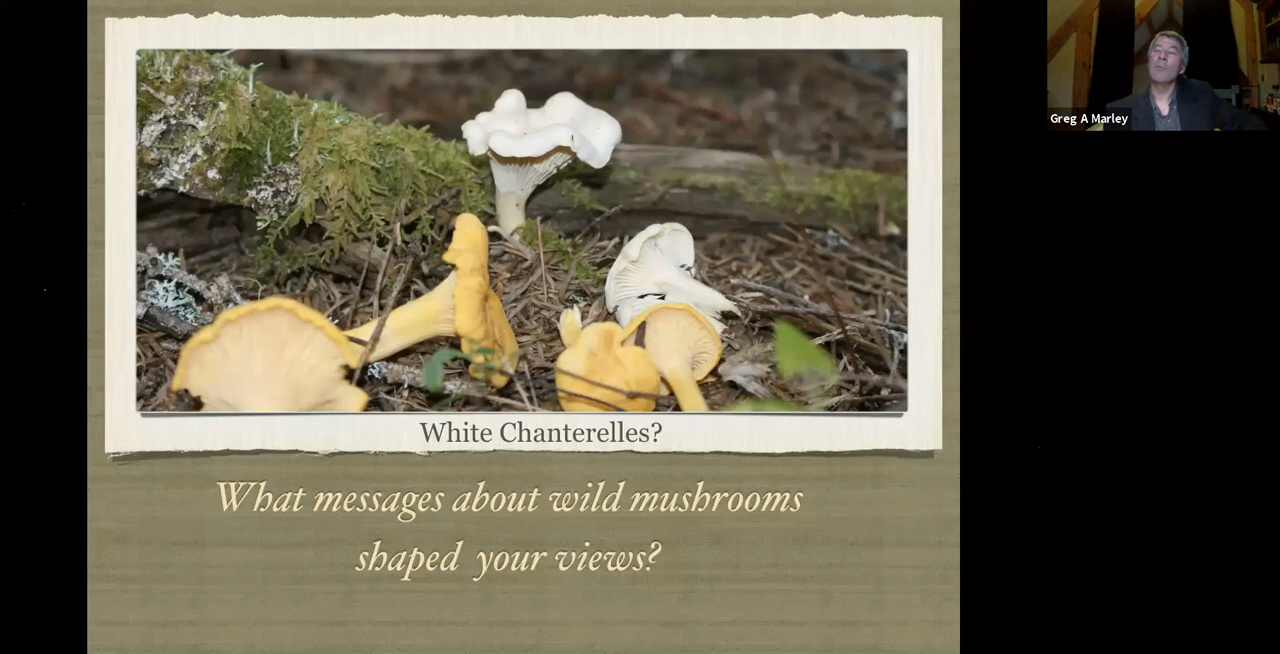 White Chanterelles?
What messages about wild mushrooms
shaped your views?
Greg A Marley